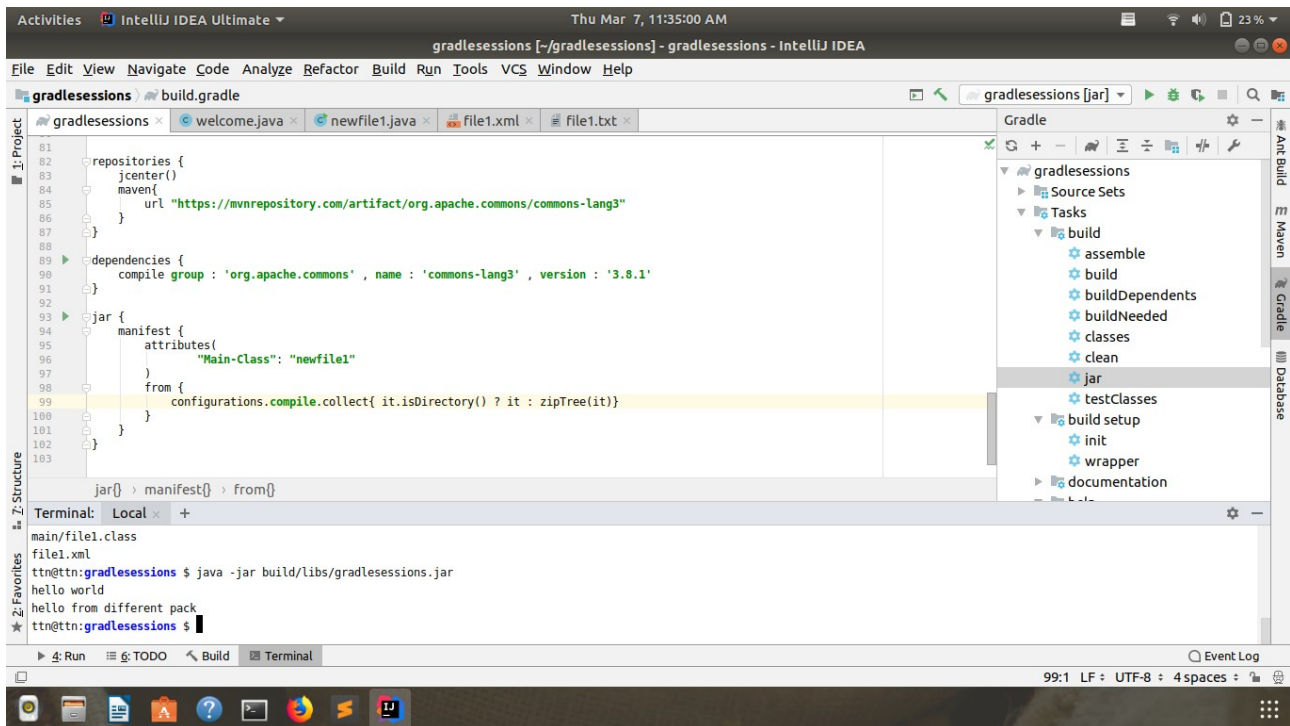 Activities IntelliJ IDEA Ultimate Thu Mar 7, 11:35:00 AM 23 %
gradlesessions [~/gradlesessions] - gradlesessions - IntelliJ IDEA
File Edit View Navigate Code Analyze Refactor Build Run Tools VCS Window Help
gradlesessions build.gradle gradlesessions [jar]
gradlesessions welcome.java newfile1.java file1.xml file1.txt
81
82 repositories {
83 jcenter()
84 maven{
85 url "https://mvnrepository.com/artifact/org.apache.commons/commons-lang3"
86 }
87 }
88
89 dependencies {
90 compile group : 'org.apache.commons' , name : 'commons-lang3' , version : '3.8.1'
91 }
92
93 jar {
94 manifest {
95 attributes(
96 "Main-Class": "newfile1"
97 )
98 from {
99 configurations.compile.collect{ it.isDirectory() ? it : zipTree(it)}
100 }
101 }
102 }
103
jar{} › manifest{} › from{}
Gradle
gradlesessions
Source Sets
Tasks
build
assemble
build
buildDependents
buildNeeded
classes
clean
jar
testClasses
build setup
init
wrapper
documentation
1: Project
7: Structure
2: Favorites
Ant Build
Maven
Gradle
Database
Terminal: Local +
main/file1.class
file1.xml
ttn@ttn:gradlesessions $ java -jar build/libs/gradlesessions.jar
hello world
hello from different pack
ttn@ttn:gradlesessions $
4: Run 6: TODO Build Terminal Event Log
99:1 LF UTF-8 4 spaces